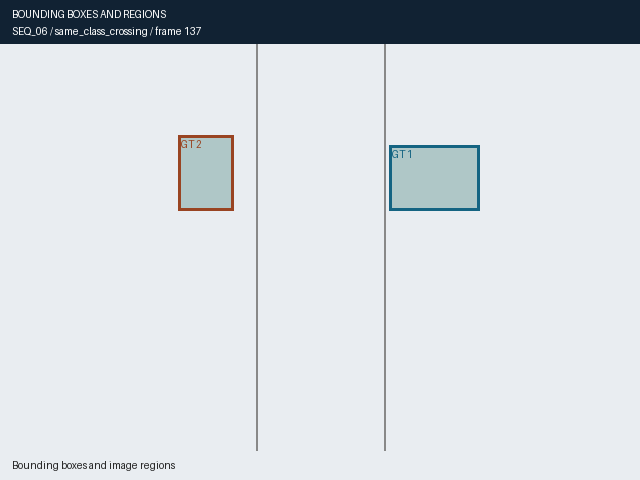 BOUNDING BOXES AND REGIONS
SEQ_06 / same_class_crossing / frame 137
GT2
GT1
Bounding boxes and image regions